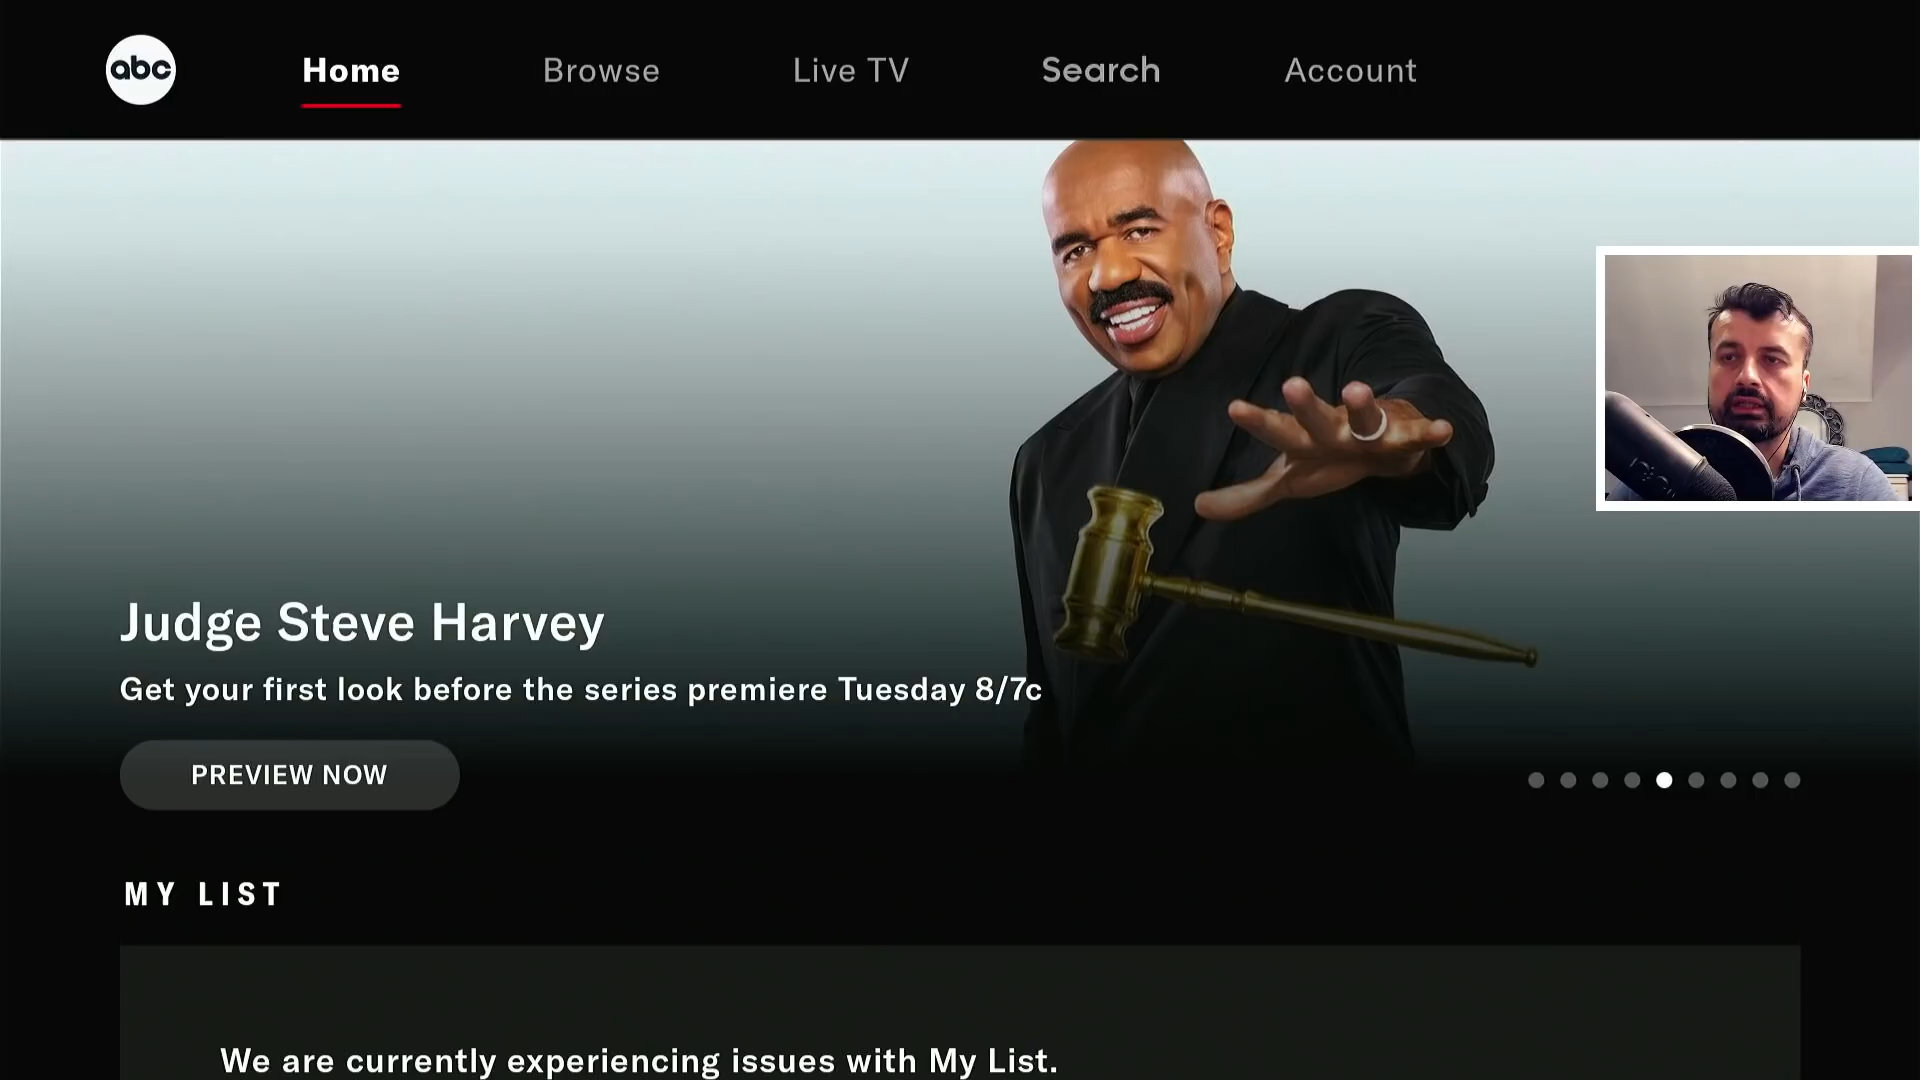 abc
Home
Browse
Live TV
Search
Account
Judge Steve Harvey
Get your first look before the series premiere Tuesday 8/7c
PREVIEW NOW
MY LIST
We are currently experiencing issues with My List.